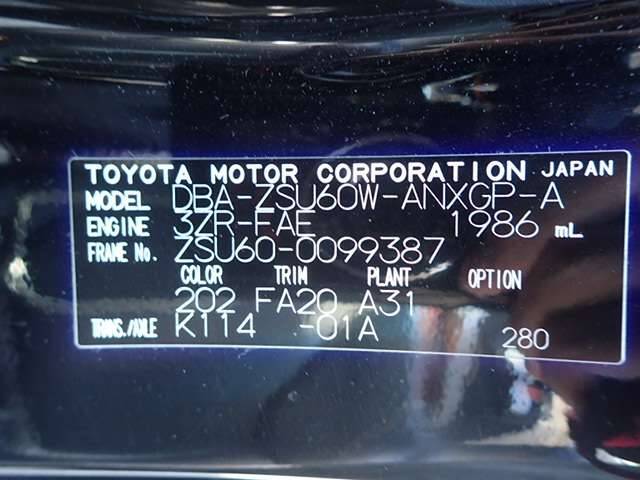 TOYOTA MOTOR CORPORATION JAPAN
MODEL DBA-ZSU60W-ANXGP-A
ENGINE 3ZR-FAE 1986 mL
FRAME No. ZSU60-0099387
COLOR TRIM PLANT OPTION
202 FA20 A31
TRANS./AXLE K114 -01A 280